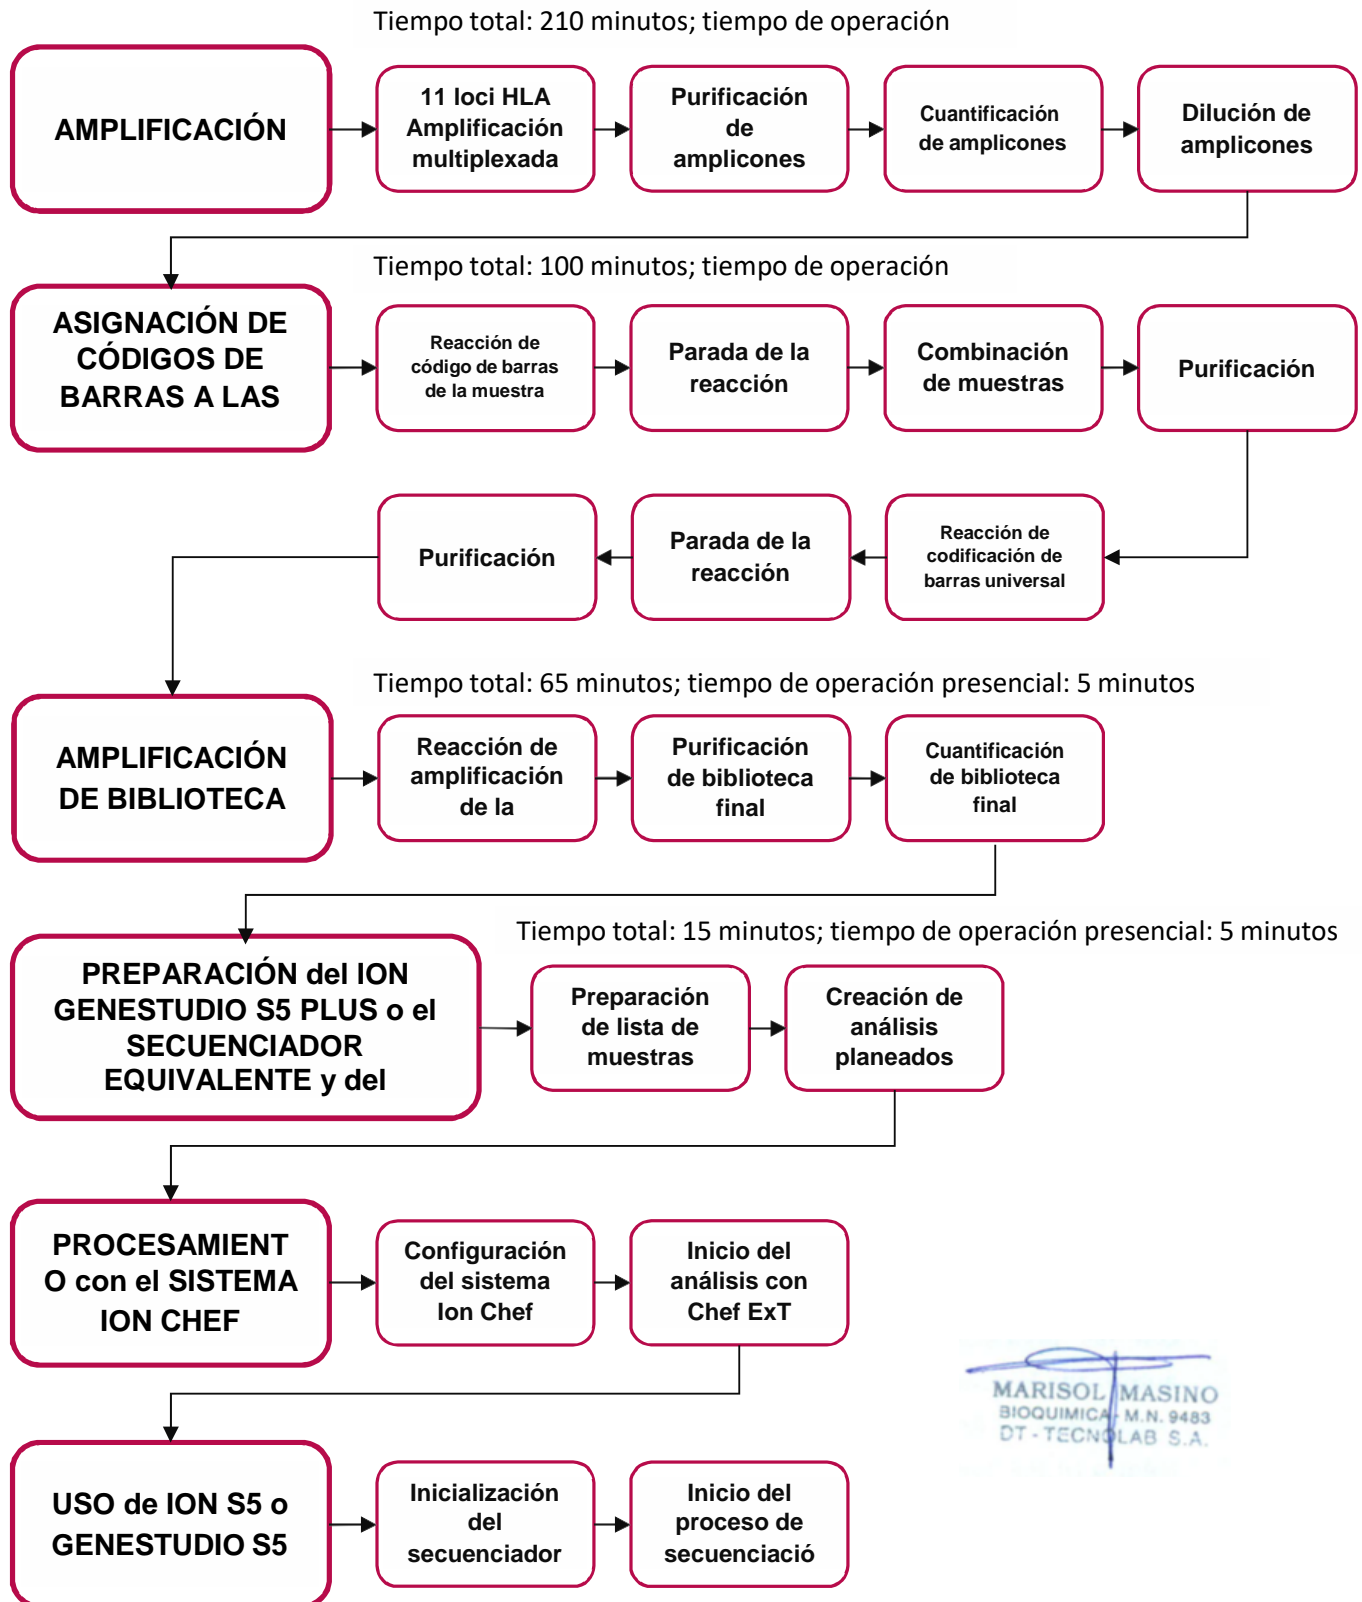 Tiempo total: 210 minutos; tiempo de operación
AMPLIFICACIÓN
11 loci HLA
Amplificación
multiplexada
Purificación
de
amplicones
Cuantificación
de amplicones
Dilución de
amplicones
Tiempo total: 100 minutos; tiempo de operación
ASIGNACIÓN DE
CÓDIGOS DE
BARRAS A LAS
Reacción de
código de barras
de la muestra
Parada de la
reacción
Combinación
de muestras
Purificación
Purificación
Parada de la
reacción
Reacción de
codificación de
barras universal
Tiempo total: 65 minutos; tiempo de operación presencial: 5 minutos
AMPLIFICACIÓN
DE BIBLIOTECA
Reacción de
amplificación
de la
Purificación
de biblioteca
final
Cuantificación
de biblioteca
final
Tiempo total: 15 minutos; tiempo de operación presencial: 5 minutos
PREPARACIÓN del ION
GENESTUDIO S5 PLUS o el
SECUENCIADOR
EQUIVALENTE y del
Preparación
de lista de
muestras
Creación de
análisis
planeados
PROCESAMIENT
O con el SISTEMA
ION CHEF
Configuración
del sistema
Ion Chef
Inicio del
análisis con
Chef ExT
MARISOL MASINO
BIOQUIMICA - M.N. 9483
DT - TECNOLAB S.A.
USO de ION S5 o
GENESTUDIO S5
Inicialización
del
secuenciador
Inicio del
proceso de
secuenciació